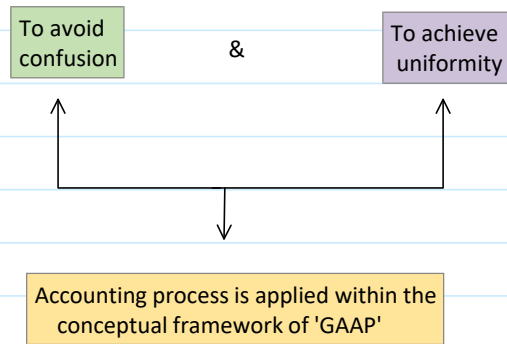 To avoid
confusion
&
To achieve
uniformity
Accounting process is applied within the
conceptual framework of 'GAAP'